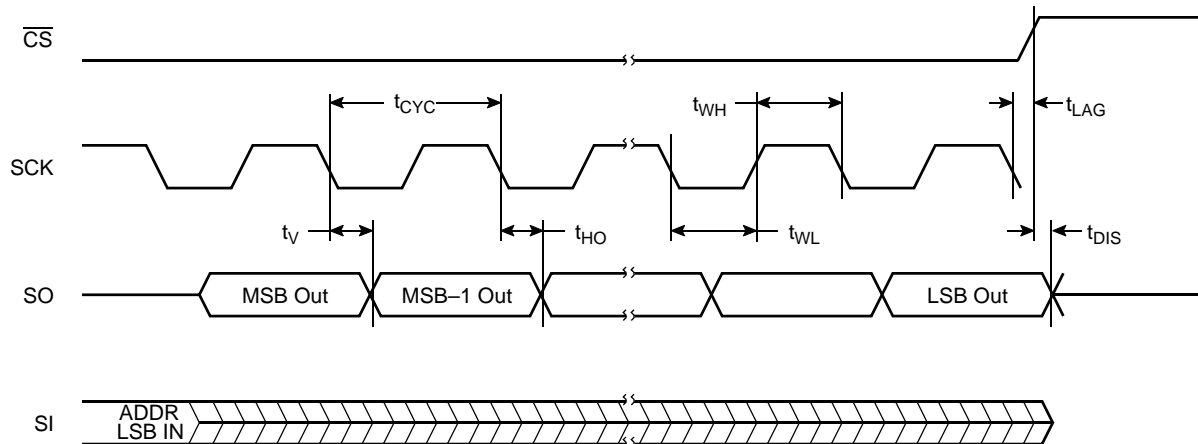 CS
tCYC
tWH
tLAG
SCK
tV
tHO
tWL
tDIS
SO
MSB Out
MSB–1 Out
LSB Out
SI
ADDR
LSB IN